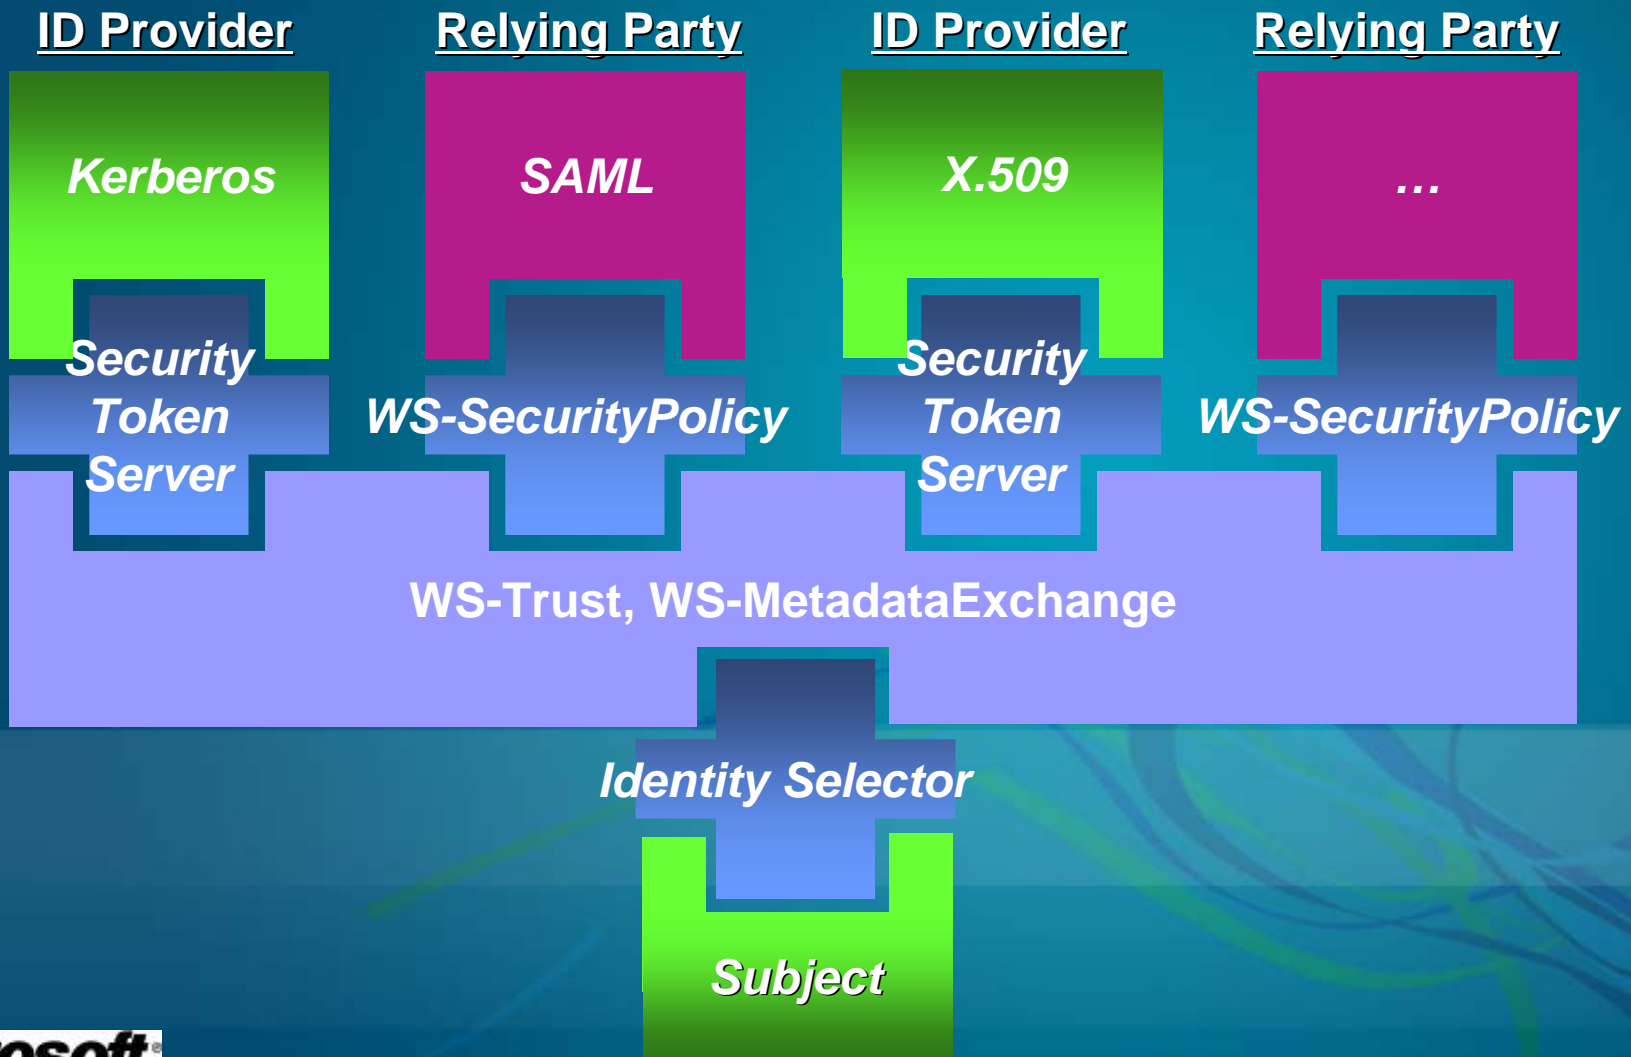 ID Provider
Relying Party
ID Provider
Relying Party
Kerberos
SAML
X.509
…
Security
Token
Server
WS-SecurityPolicy
Security
Token
Server
WS-SecurityPolicy
WS-Trust, WS-MetadataExchange
Identity Selector
Subject